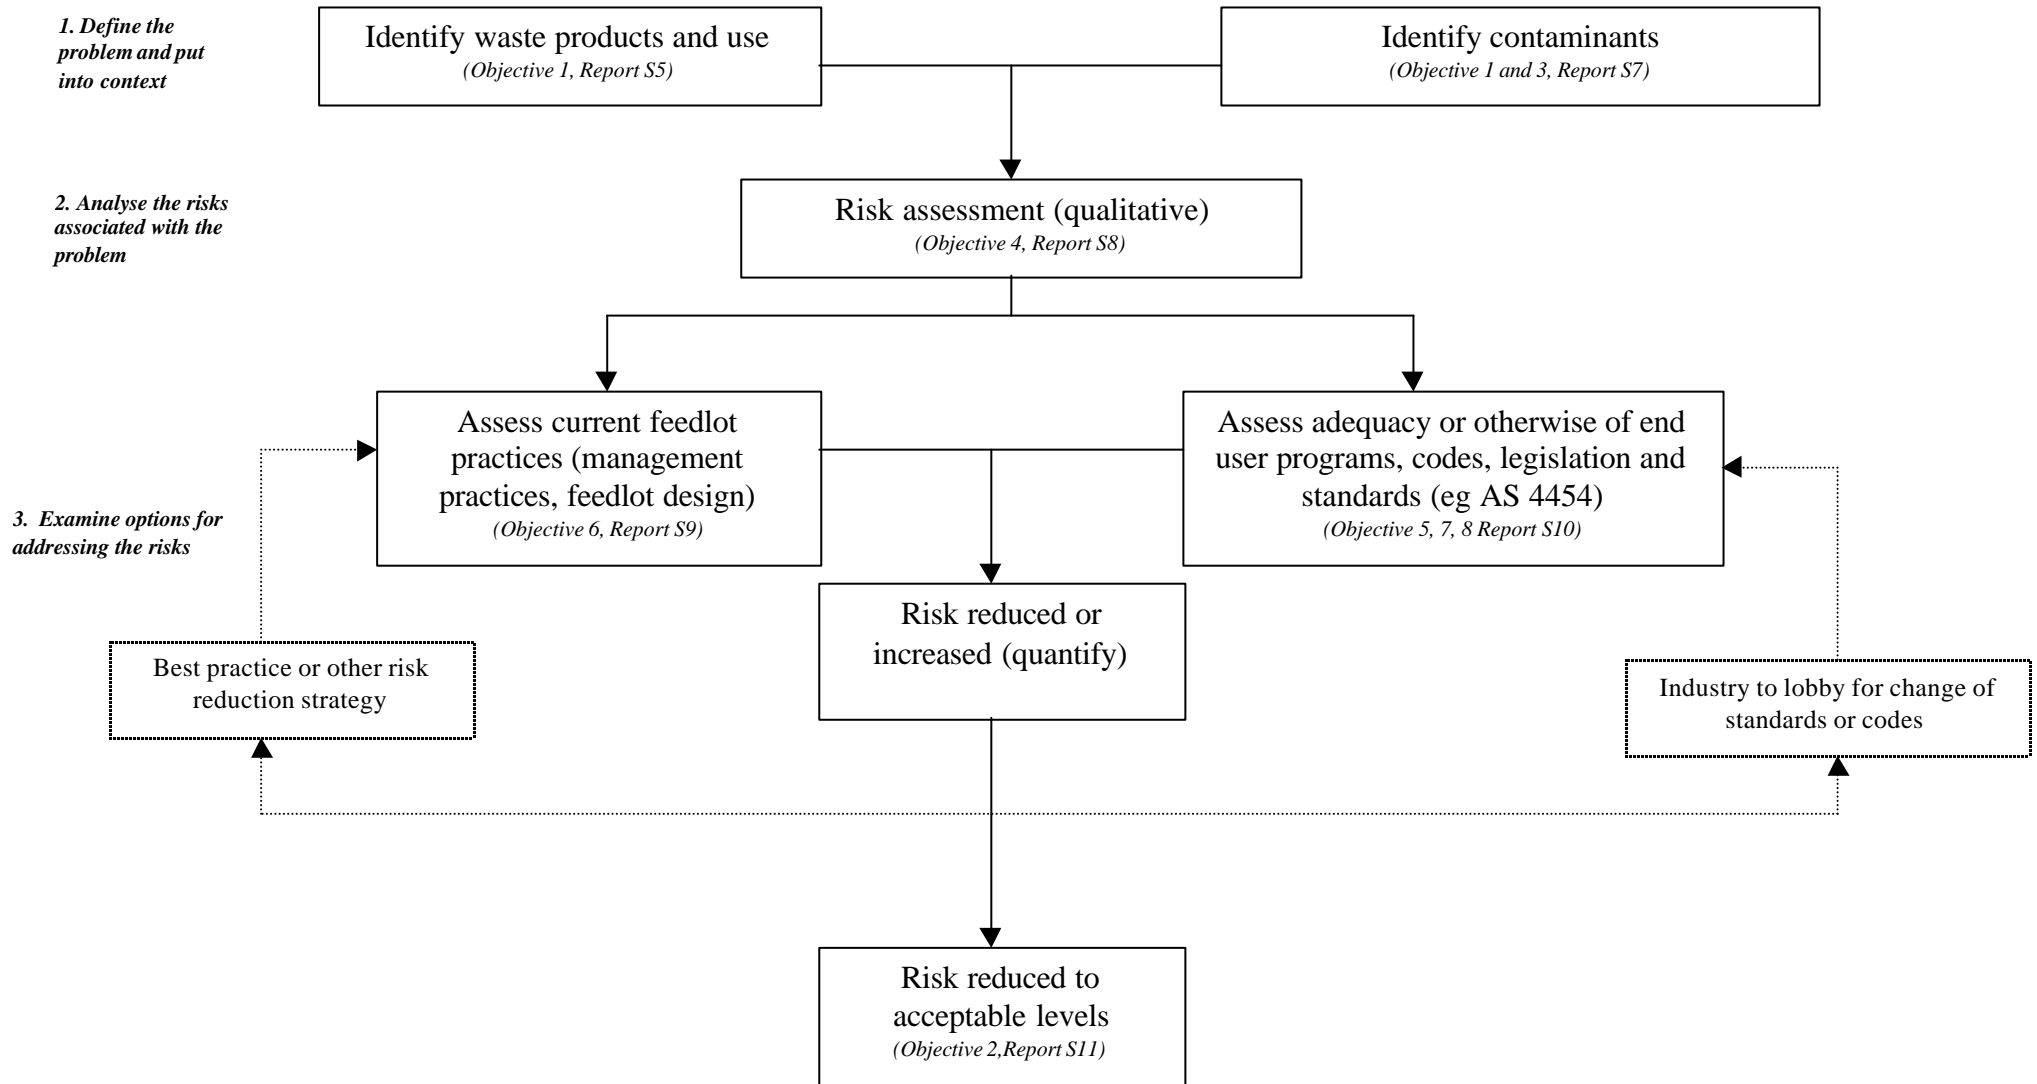 1. Define the
problem and put
into context
Identify waste products and use
(Objective 1, Report S5)
Identify contaminants
(Objective 1 and 3, Report S7)
2. Analyse the risks
associated with the
problem
Risk assessment (qualitative)
(Objective 4, Report S8)
Assess current feedlot
practices (management
practices, feedlot design)
(Objective 6, Report S9)
Assess adequacy or otherwise of end
user programs, codes, legislation and
standards (eg AS 4454)
(Objective 5, 7, 8 Report S10)
3. Examine options for
addressing the risks
Risk reduced or
increased (quantify)
Best practice or other risk
reduction strategy
Industry to lobby for change of
standards or codes
Risk reduced to
acceptable levels
(Objective 2,Report S11)